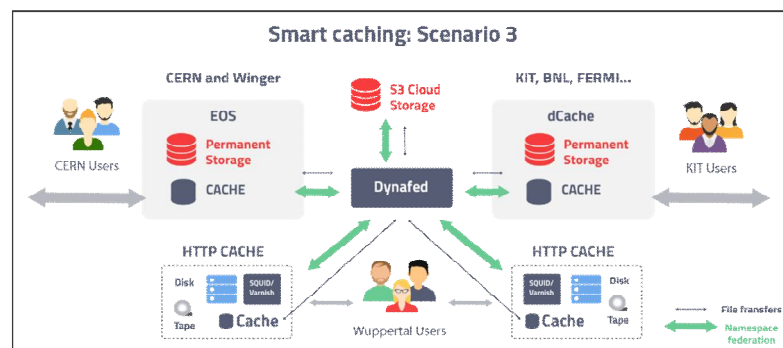 Smart caching: Scenario 3
CERN and Winger
KIT, BNL, FERMI...
S3 Cloud
Storage
EOS
Permanent
Storage
CACHE
CERN Users
Dynafed
dCache
Permanent
Storage
CACHE
KIT Users
HTTP CACHE
Disk
SQUID/
Varnish
Tape
Cache
Wuppertal Users
HTTP CACHE
SQUID/
Varnish
Disk
Cache
Tape
File transfers
Namespace
federation